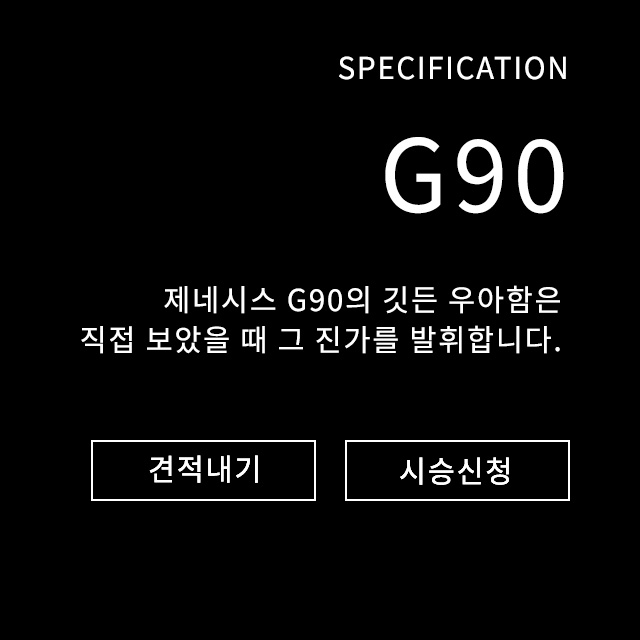 SPECIFICATION
G90
제네시스 G90의 깃든 우아함은
직접 보았을 때 그 진가를 발휘합니다.
견적내기
시승신청